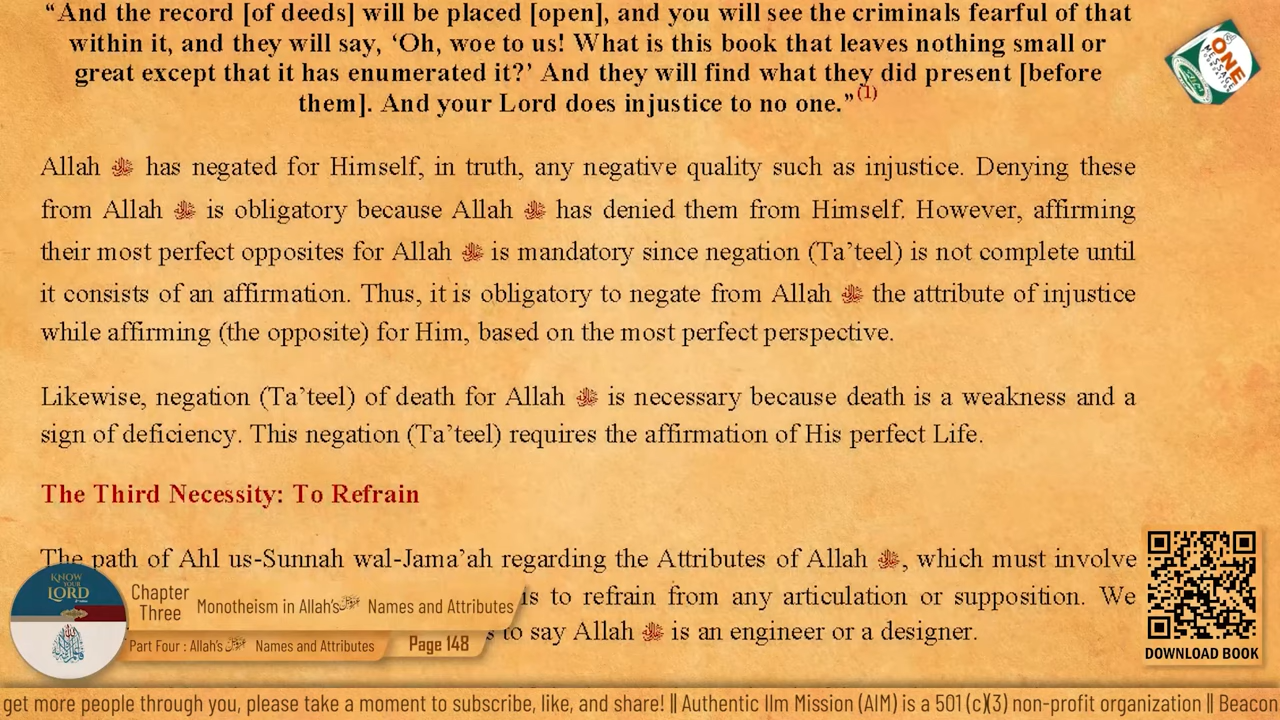 “And the record [of deeds] will be placed [open], and you will see the criminals fearful of that
within it, and they will say, ‘Oh, woe to us! What is this book that leaves nothing small or
great except that it has enumerated it?’ And they will find what they did present [before
them]. And your Lord does injustice to no one.”(1)
Allah ﷻ has negated for Himself, in truth, any negative quality such as injustice. Denying these
from Allah ﷻ is obligatory because Allah ﷻ has denied them from Himself. However, affirming
their most perfect opposites for Allah ﷻ is mandatory since negation (Ta’teel) is not complete until
it consists of an affirmation. Thus, it is obligatory to negate from Allah ﷻ the attribute of injustice
while affirming (the opposite) for Him, based on the most perfect perspective.
Likewise, negation (Ta’teel) of death for Allah ﷻ is necessary because death is a weakness and a
sign of deficiency. This negation (Ta’teel) requires the affirmation of His perfect Life.
The Third Necessity: To Refrain
The path of Ahl us-Sunnah wal-Jama’ah regarding the Attributes of Allah ﷻ, which must involve
is to refrain from any articulation or supposition. We
s to say Allah ﷻ is an engineer or a designer.
ONE
MESSAGE
FOUNDATION
AIM
KNOW
YOUR
LORD
Chapter
Three
Monotheism in Allah’s ﷻ Names and Attributes
Part Four : Allah’s ﷻ Names and Attributes
Page 148
DOWNLOAD BOOK
get more people through you, please take a moment to subscribe, like, and share! || Authentic Ilm Mission (AIM) is a 501 (c)(3) non-profit organization || Beacon